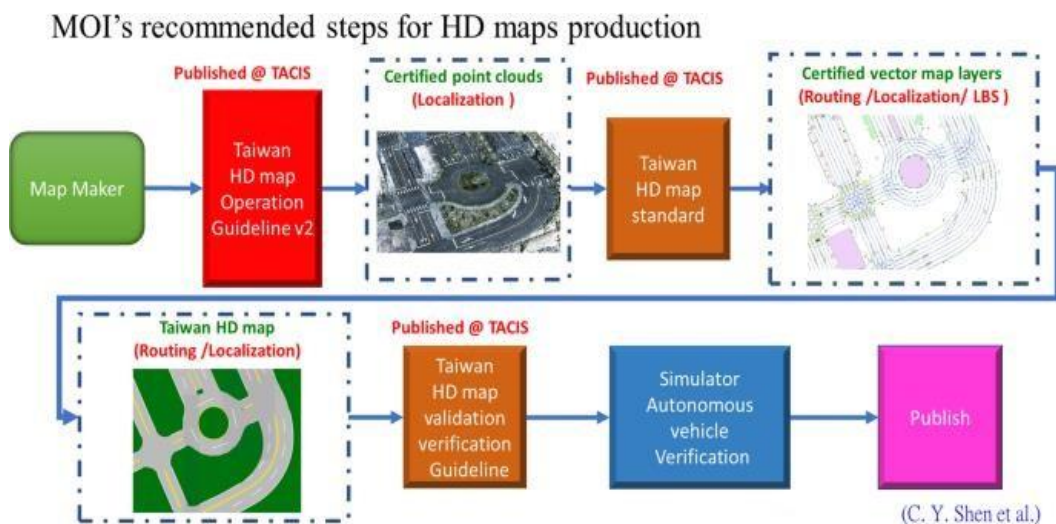 MOI's recommended steps for HD maps production
Published @ TACIS
Certified point clouds
(Localization )
Published @ TACIS
Certified vector map layers
(Routing /Localization/ LBS )
Map Maker
Taiwan
HD map
Operation
Guideline v2
Taiwan
HD map
standard
Taiwan HD map
(Routing /Localization)
Published @ TACIS
Taiwan
HD map
validation
verification
Guideline
Simulator
Autonomous
vehicle
Verification
Publish
(C. Y. Shen et al.)